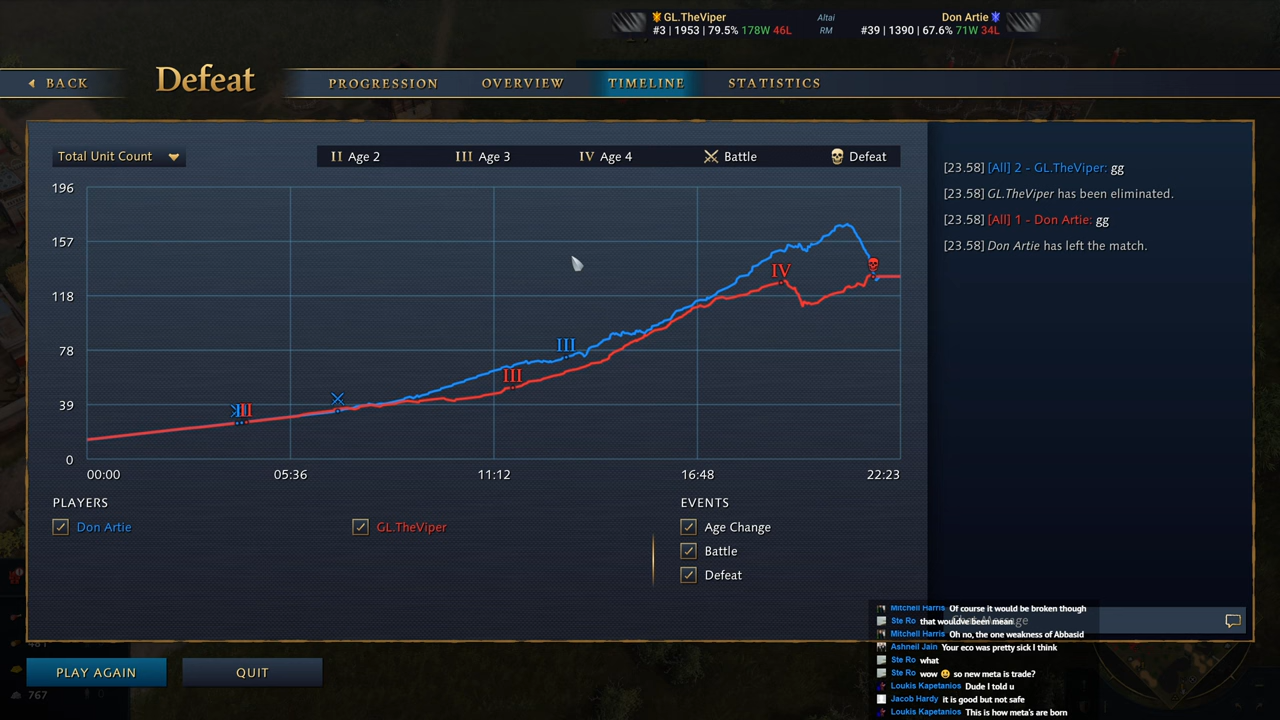 GL.TheViper
#3 | 1953 | 79.5% 178W 46L
Altai
RM
Don Artie
#39 | 1390 | 67.6% 71W 34L
BACK
Defeat
PROGRESSION
OVERVIEW
TIMELINE
STATISTICS
Total Unit Count
II Age 2
III Age 3
IV Age 4
Battle
Defeat
196
157
118
78
39
0
IV
III
III
II
00:00
05:36
11:12
16:48
22:23
PLAYERS
Don Artie
GL.TheViper
EVENTS
Age Change
Battle
Defeat
[23.58] [All] 2 - GL.TheViper: gg
[23.58] GL.TheViper has been eliminated.
[23.58] [All] 1 - Don Artie: gg
[23.58] Don Artie has left the match.
Mitchell Harris Of course it would be broken though
Ste Ro that would've been mean
Mitchell Harris Oh no, the one weakness of Abbasid
Ashneil Jain Your eco was pretty sick I think
Ste Ro what
Ste Ro wow so new meta is trade?
Loukis Kapetanios Dude I told u
Jacob Hardy it is good but not safe
Loukis Kapetanios This is how meta's are born
PLAY AGAIN
QUIT
767